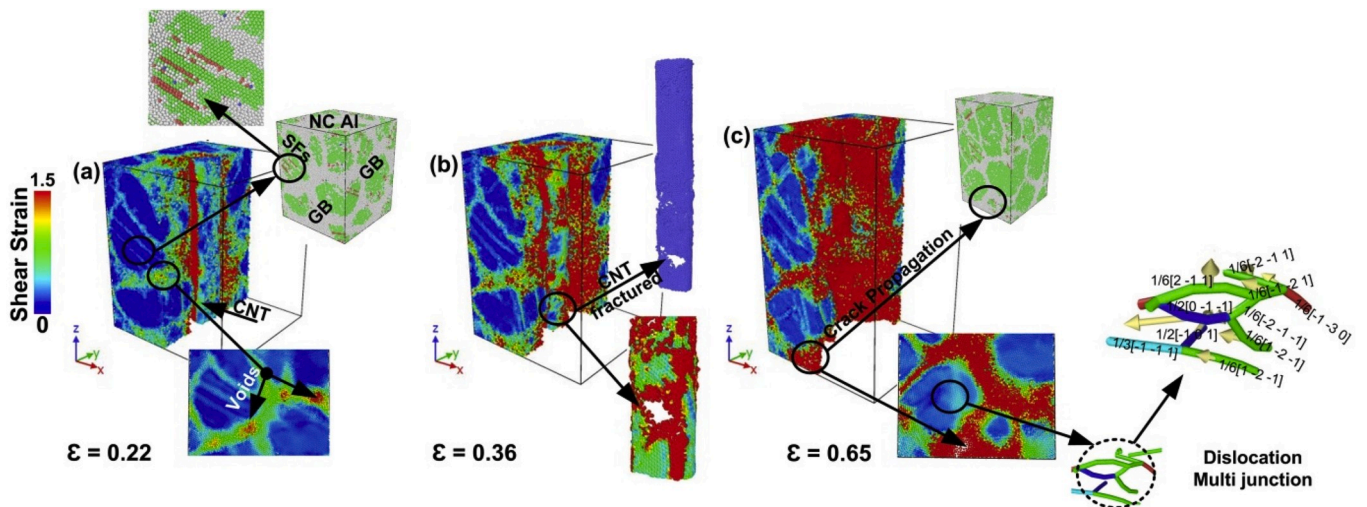 NC Al
SFs
GB
GB
(a)
(b)
(c)
Shear Strain
1.5
0
CNT
Voids
z
y
x
ε = 0.22
CNT
fractured
z
y
x
ε = 0.36
Crack Propagation
z
y
x
ε = 0.65
1/6[-2 -1 1]
1/6[2 -1 1]
1/6[-1 -2 1]
1/2[0 -1 -1]
1/6[-2 -1 -1]
1/3[-1 -1 1]
1/6[1 -2 -1]
1/6[1 -2 -1]
Dislocation
Multi junction